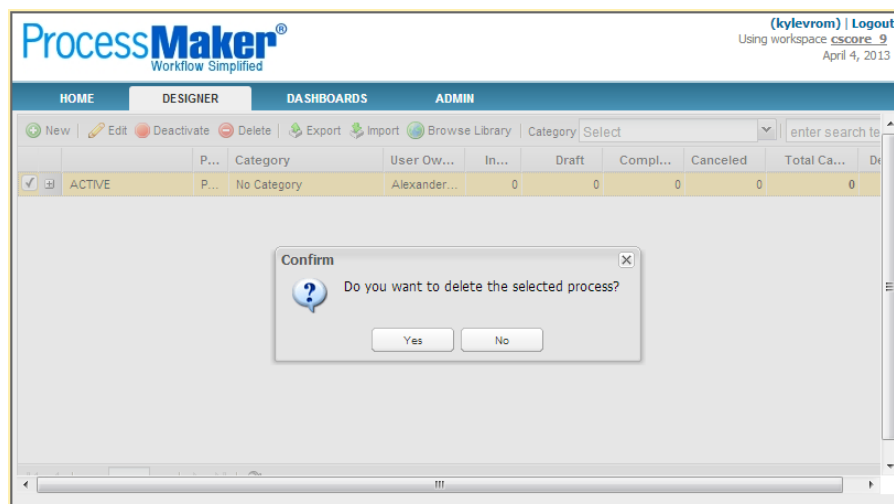 ProcessMaker®
Workflow Simplified
(kylevrom) | Logout
Using workspace cscore_9
April 4, 2013
HOME DESIGNER DASHBOARDS ADMIN
New | Edit Deactivate Delete | Export Import Browse Library | Category Select enter search te
P... Category User Ow... In... Draft Compl... Canceled Total Ca... De
ACTIVE P... No Category Alexander... 0 0 0 0 0
Confirm
Do you want to delete the selected process?
Yes No